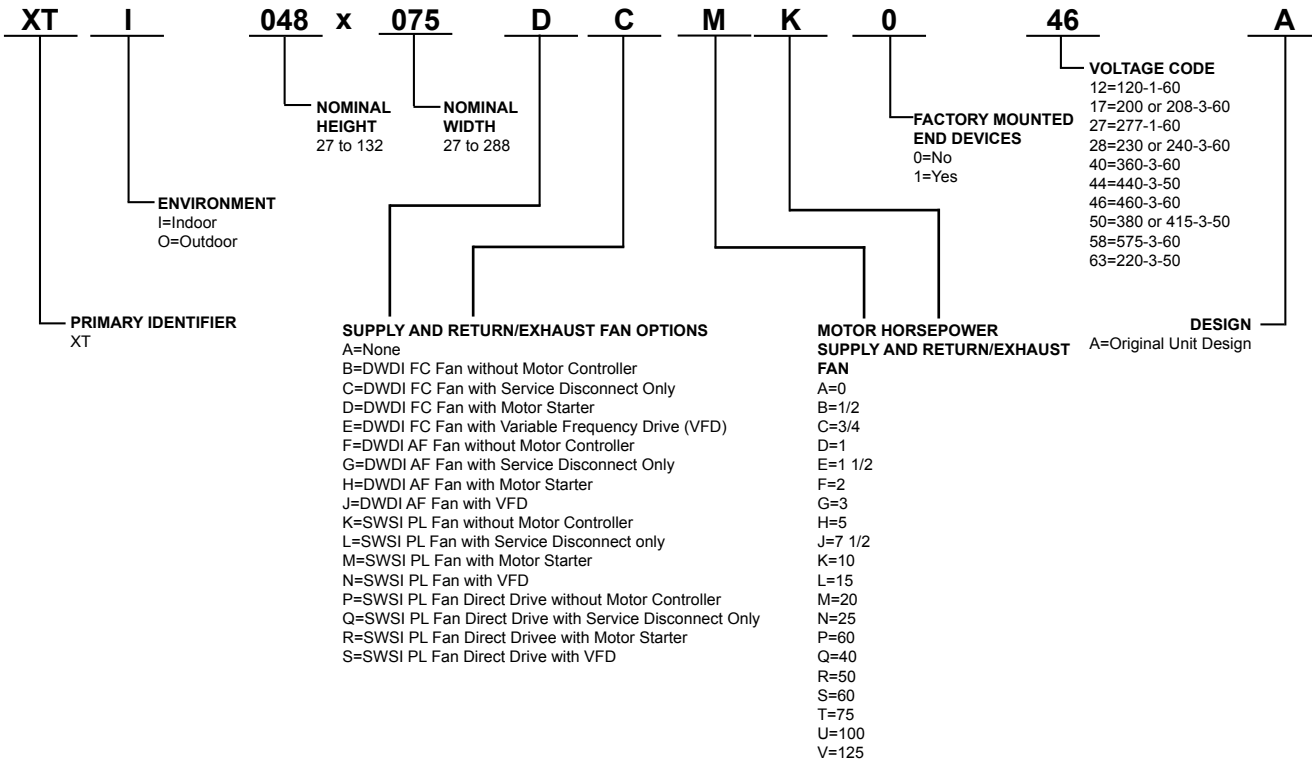 XT I 048 x 075 D C M K 0 46 A
NOMINAL
HEIGHT
27 to 132
NOMINAL
WIDTH
27 to 288
FACTORY MOUNTED
END DEVICES
0=No
1=Yes
VOLTAGE CODE
12=120-1-60
17=200 or 208-3-60
27=277-1-60
28=230 or 240-3-60
40=360-3-60
44=440-3-50
46=460-3-60
50=380 or 415-3-50
58=575-3-60
63=220-3-50
ENVIRONMENT
I=Indoor
O=Outdoor
PRIMARY IDENTIFIER
XT
SUPPLY AND RETURN/EXHAUST FAN OPTIONS
A=None
B=DWDI FC Fan without Motor Controller
C=DWDI FC Fan with Service Disconnect Only
D=DWDI FC Fan with Motor Starter
E=DWDI FC Fan with Variable Frequency Drive (VFD)
F=DWDI AF Fan without Motor Controller
G=DWDI AF Fan with Service Disconnect Only
H=DWDI AF Fan with Motor Starter
J=DWDI AF Fan with VFD
K=SWSI PL Fan without Motor Controller
L=SWSI PL Fan with Service Disconnect only
M=SWSI PL Fan with Motor Starter
N=SWSI PL Fan with VFD
P=SWSI PL Fan Direct Drive without Motor Controller
Q=SWSI PL Fan Direct Drive with Service Disconnect Only
R=SWSI PL Fan Direct Drivee with Motor Starter
S=SWSI PL Fan Direct Drive with VFD
MOTOR HORSEPOWER
SUPPLY AND RETURN/EXHAUST
FAN
A=0
B=1/2
C=3/4
D=1
E=1 1/2
F=2
G=3
H=5
J=7 1/2
K=10
L=15
M=20
N=25
P=60
Q=40
R=50
S=60
T=75
U=100
V=125
DESIGN
A=Original Unit Design